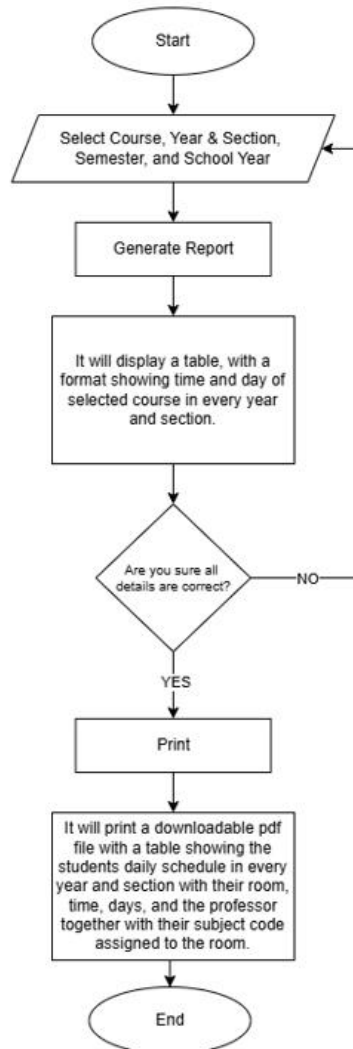 Start
Select Course, Year & Section,
Semester, and School Year
Generate Report
It will display a table, with a
format showing time and day of
selected course in every year
and section.
Are you sure all
details are correct?
NO
YES
Print
It will print a downloadable pdf
file with a table showing the
students daily schedule in every
year and section with their room,
time, days, and the professor
together with their subject code
assigned to the room.
End